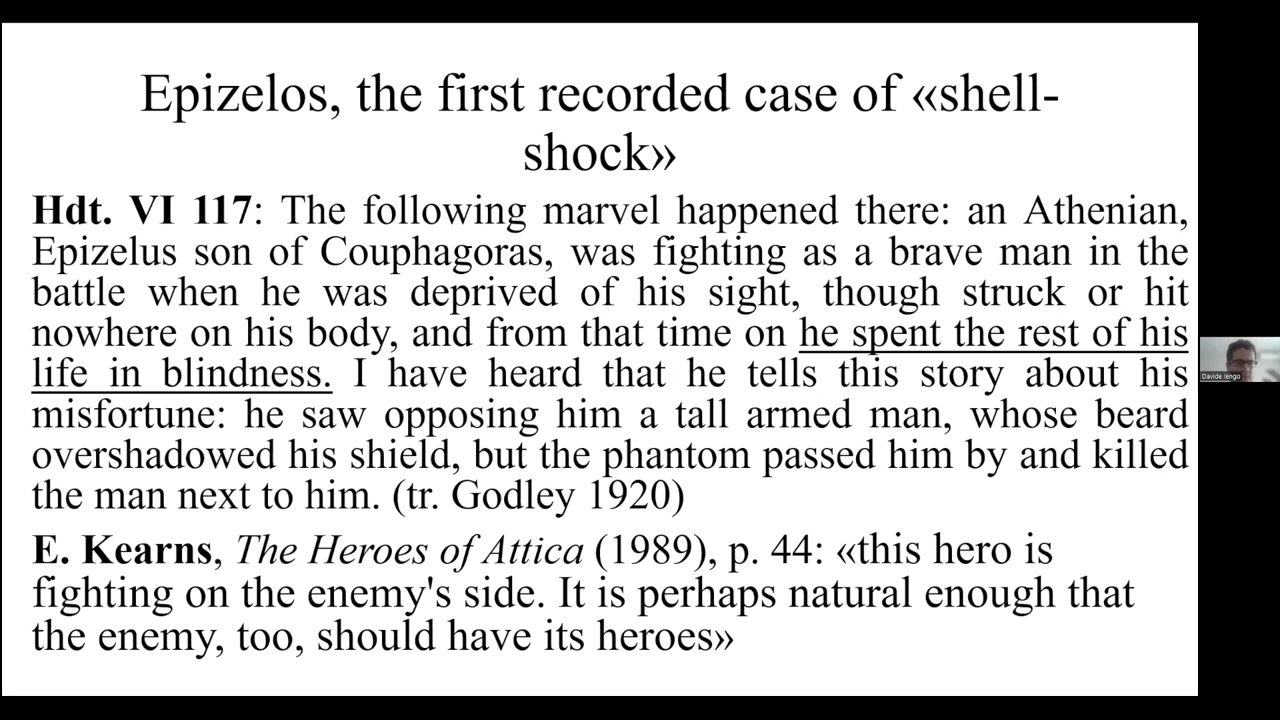 Epizelos, the first recorded case of «shell-
shock»
Hdt. VI 117: The following marvel happened there: an Athenian,
Epizelus son of Couphagoras, was fighting as a brave man in the
battle when he was deprived of his sight, though struck or hit
nowhere on his body, and from that time on he spent the rest of his
life in blindness. I have heard that he tells this story about his
misfortune: he saw opposing him a tall armed man, whose beard
overshadowed his shield, but the phantom passed him by and killed
the man next to him. (tr. Godley 1920)
E. Kearns, The Heroes of Attica (1989), p. 44: «this hero is
fighting on the enemy's side. It is perhaps natural enough that
the enemy, too, should have its heroes»
Davide Iengo